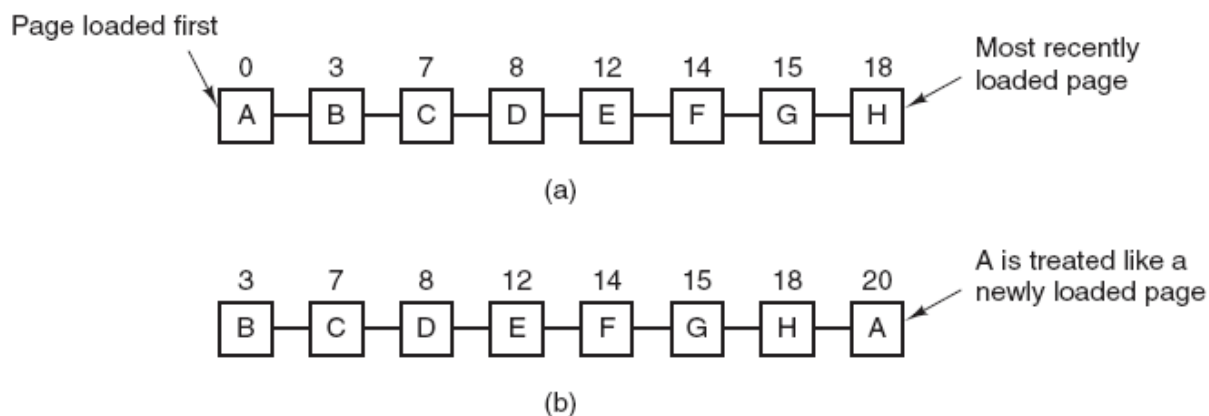 Page loaded first
Most recently
loaded page
0 3 7 8 12 14 15 18
A B C D E F G H
(a)
A is treated like a
newly loaded page
3 7 8 12 14 15 18 20
B C D E F G H A
(b)